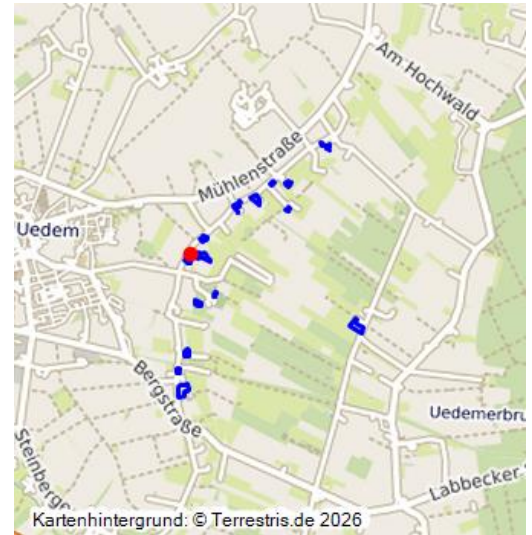 Am Hochwald
Mühlenstraße
Uedem
Bergstraße
Uedemerbru
Steinberge
Labbecker
Kartenhintergrund: © Terrestris.de 2026